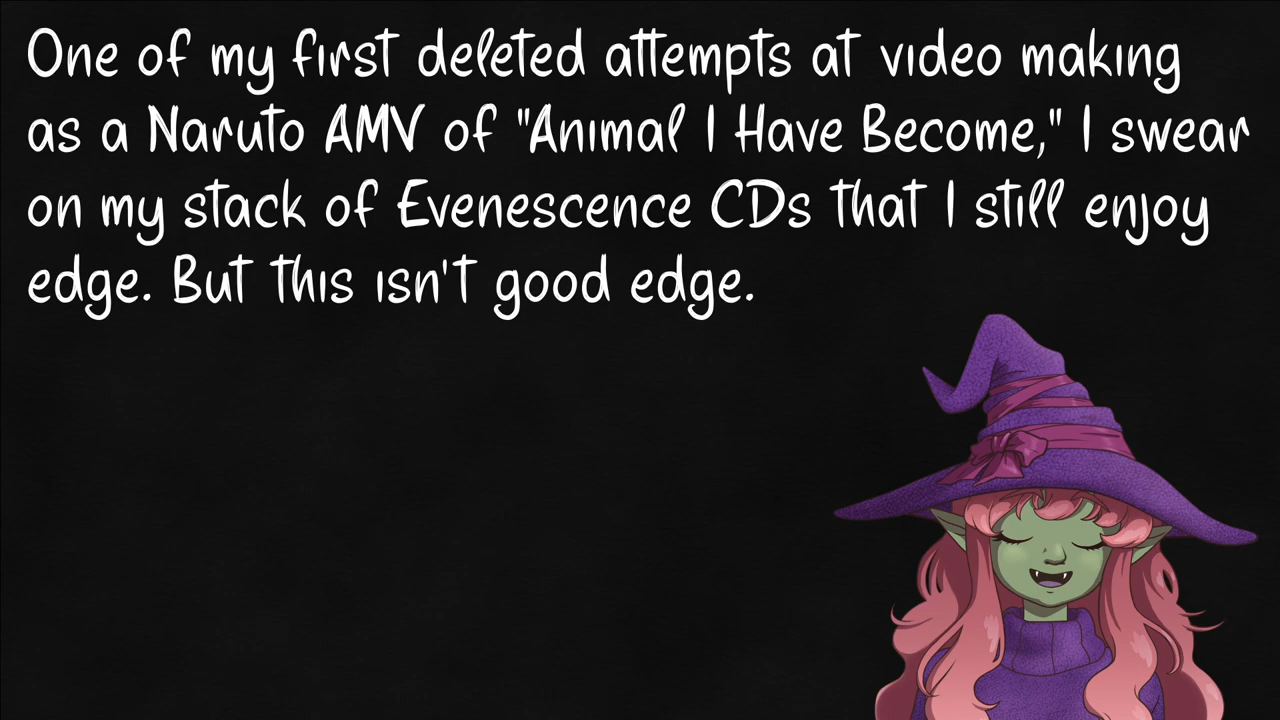 One of my first deleted attempts at video making
as a Naruto AMV of "Animal I Have Become," I swear
on my stack of Evenescence CDs that I still enjoy
edge. But this isn't good edge.